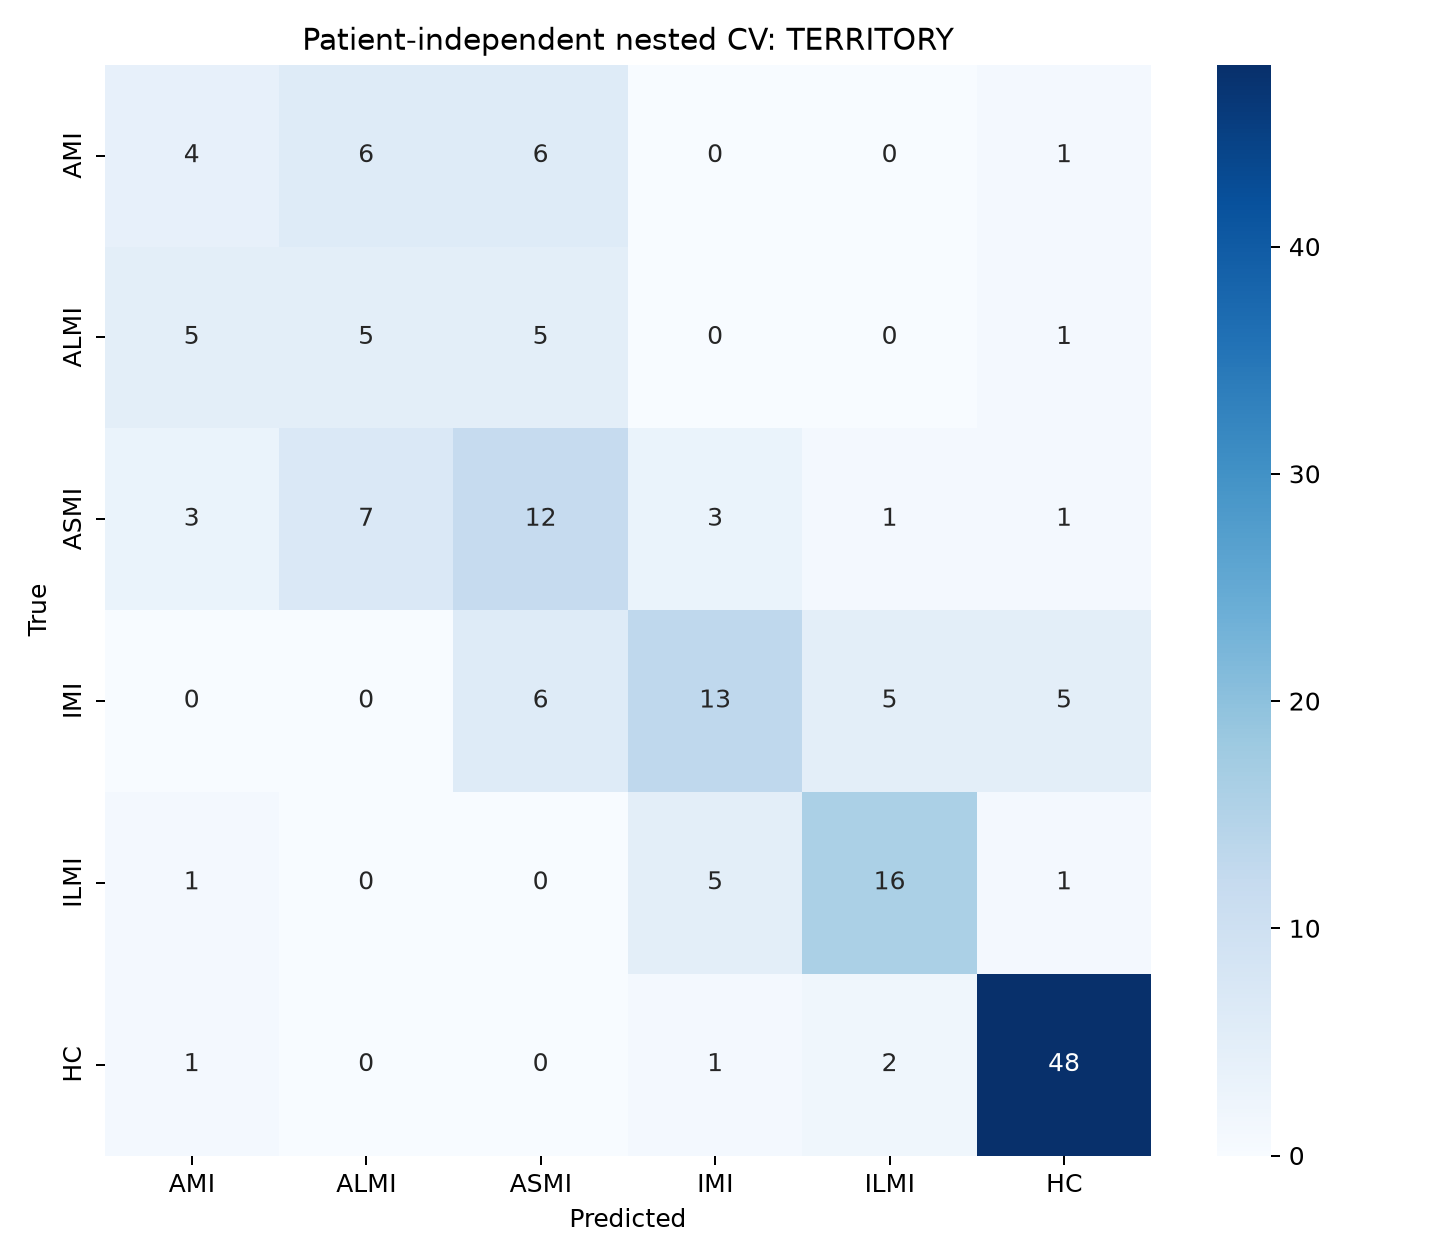 Patient-independent nested CV: TERRITORY
AMI 4 6 6 0 0 1
ALMI 5 5 5 0 0 1
ASMI 3 7 12 3 1 1
IMI 0 0 6 13 5 5
ILMI 1 0 0 5 16 1
HC 1 0 0 1 2 48
AMI ALMI ASMI IMI ILMI HC
Predicted
True
40
30
20
10
0